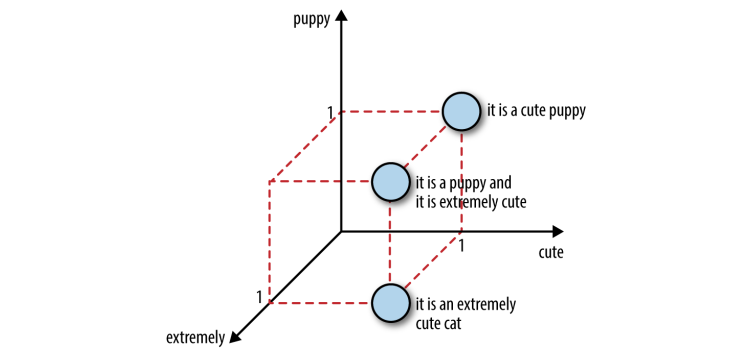 puppy
1
it is a cute puppy
it is a puppy and
it is extremely cute
1
cute
1
it is an extremely
cute cat
extremely